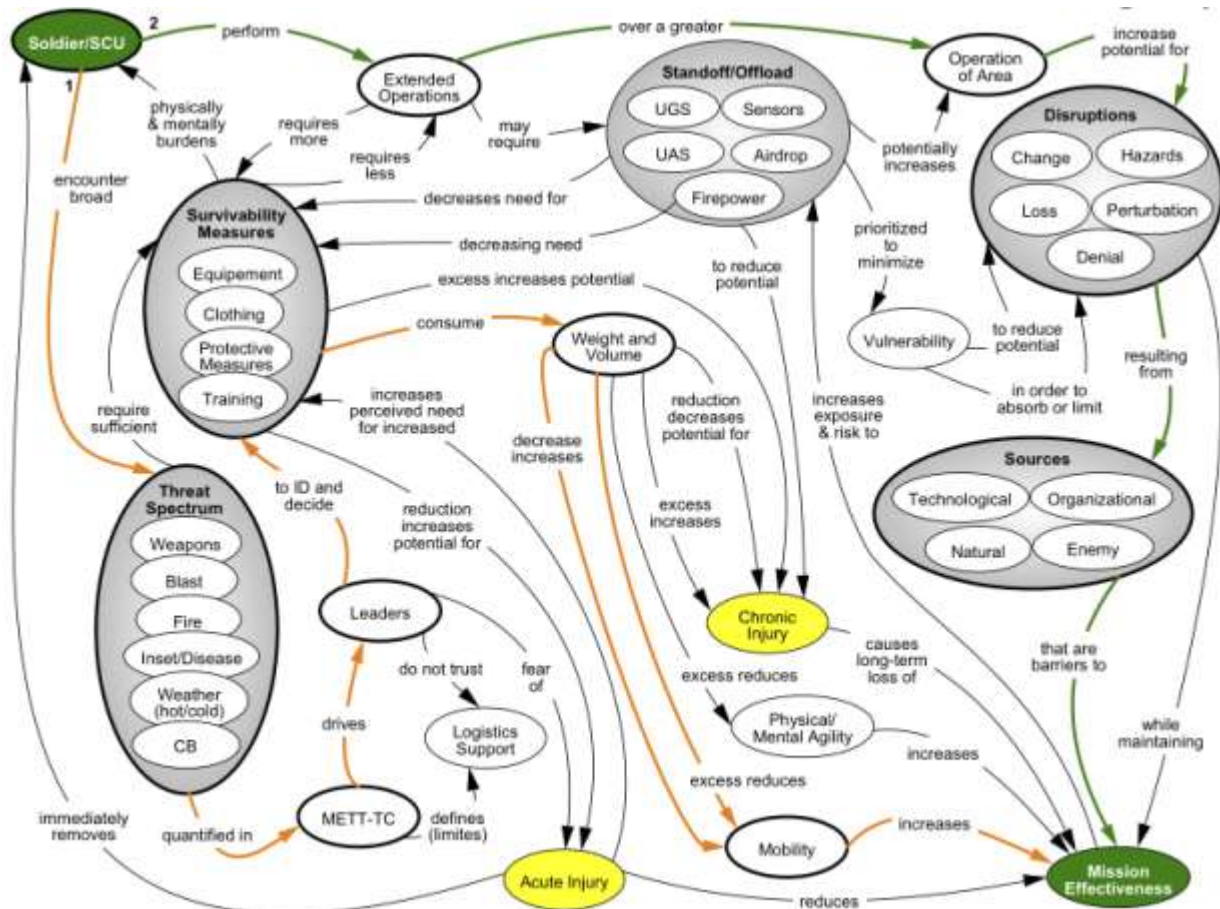 2
Soldier/SCU
perform
over a greater
increase
potential for
1
Extended
Operations
Standoff/Offload
Operation
of Area
UGS
Sensors
UAS
Airdrop
Firepower
Disruptions
Change
Hazards
Loss
Perturbation
Denial
physically
& mentally
burdens
requires
more
requires
less
may
require
potentially
increases
encounter
broad
decreases need for
Survivability
Measures
Equipement
Clothing
Protective
Measures
Training
decreasing need
excess increases potential
to reduce
potential
prioritized
to
minimize
consume
Weight and
Volume
Vulnerability
to reduce
potential
resulting
from
in order to
absorb or limit
require
sufficient
increases
perceived need
for increased
decrease
increases
reduction
decreases
potential for
increases
exposure
& risk to
Sources
Technological
Organizational
Natural
Enemy
Threat
Spectrum
Weapons
Blast
Fire
Inset/Disease
Weather
(hot/cold)
CB
to ID and
decide
reduction
increases
potential for
excess
increases
Leaders
Chronic
Injury
causes
long-term
loss of
that are
barriers to
do not trust
fear
of
excess reduces
Physical/
Mental Agility
increases
while
maintaining
drives
Logistics
Support
excess reduces
immediately
removes
quantified in
METT-TC
defines
(limites)
Mobility
increases
Acute Injury
reduces
Mission
Effectiveness